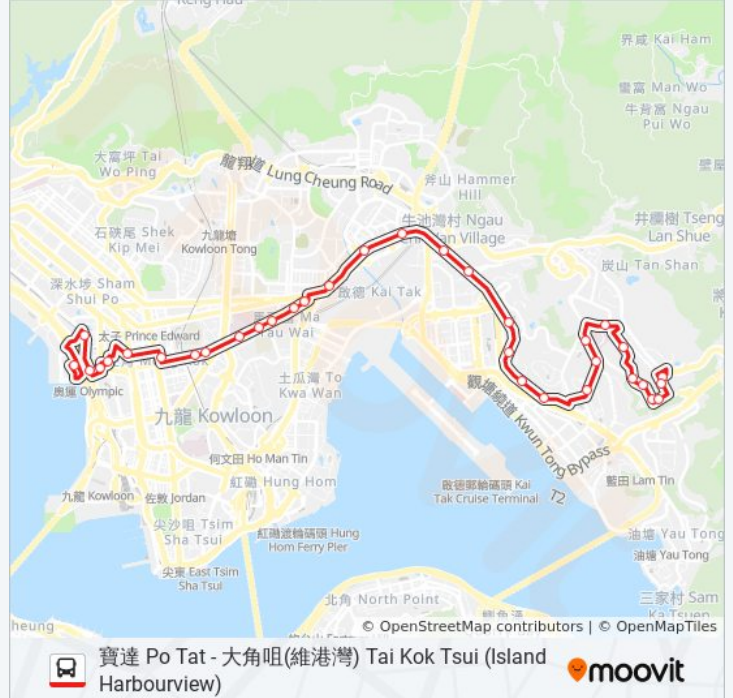 Keng Hau
界咸 Kai Ham
蠻窩 Man Wo
牛背窩 Ngau
Pui Wo
大窩坪 Tai
Wo Ping
龍翔道 Lung Cheung Road
斧山 Hammer
Hill
石硤尾 Shek
Kip Mei
九龍塘
Kowloon Tong
牛池灣村 Ngau
Village
井欄樹 Tseng
Lan Shue
炭山 Tan Shan
深水埗 Sham
Shui Po
啟德 Kai Tak
太子 Prince Edward
Ma
Tau Wai
奧運 Olympic
土瓜灣 To
Kwa Wan
九龍 Kowloon
觀塘繞道 Kwun Tong Bypass
何文田 Ho Man Tin
紅磡 Hung Hom
藍田 Lam Tin
九龍 Kowloon
佐敦 Jordan
啟德郵輪碼頭 Kai
Tak Cruise Terminal
T2
尖沙咀 Tsim
Sha Tsui
紅磡渡輪碼頭 Hung
Hom Ferry Pier
油塘 Yau Tong
油塘 Yau Tong
尖東 East Tsim
Sha Tsui
北角 North Point
三家村 Sam
Ka Tsuen
© OpenStreetMap contributors | © OpenMapTiles
寶達 Po Tat - 大角咀(維港灣) Tai Kok Tsui (Island
Harbourview)
moovit